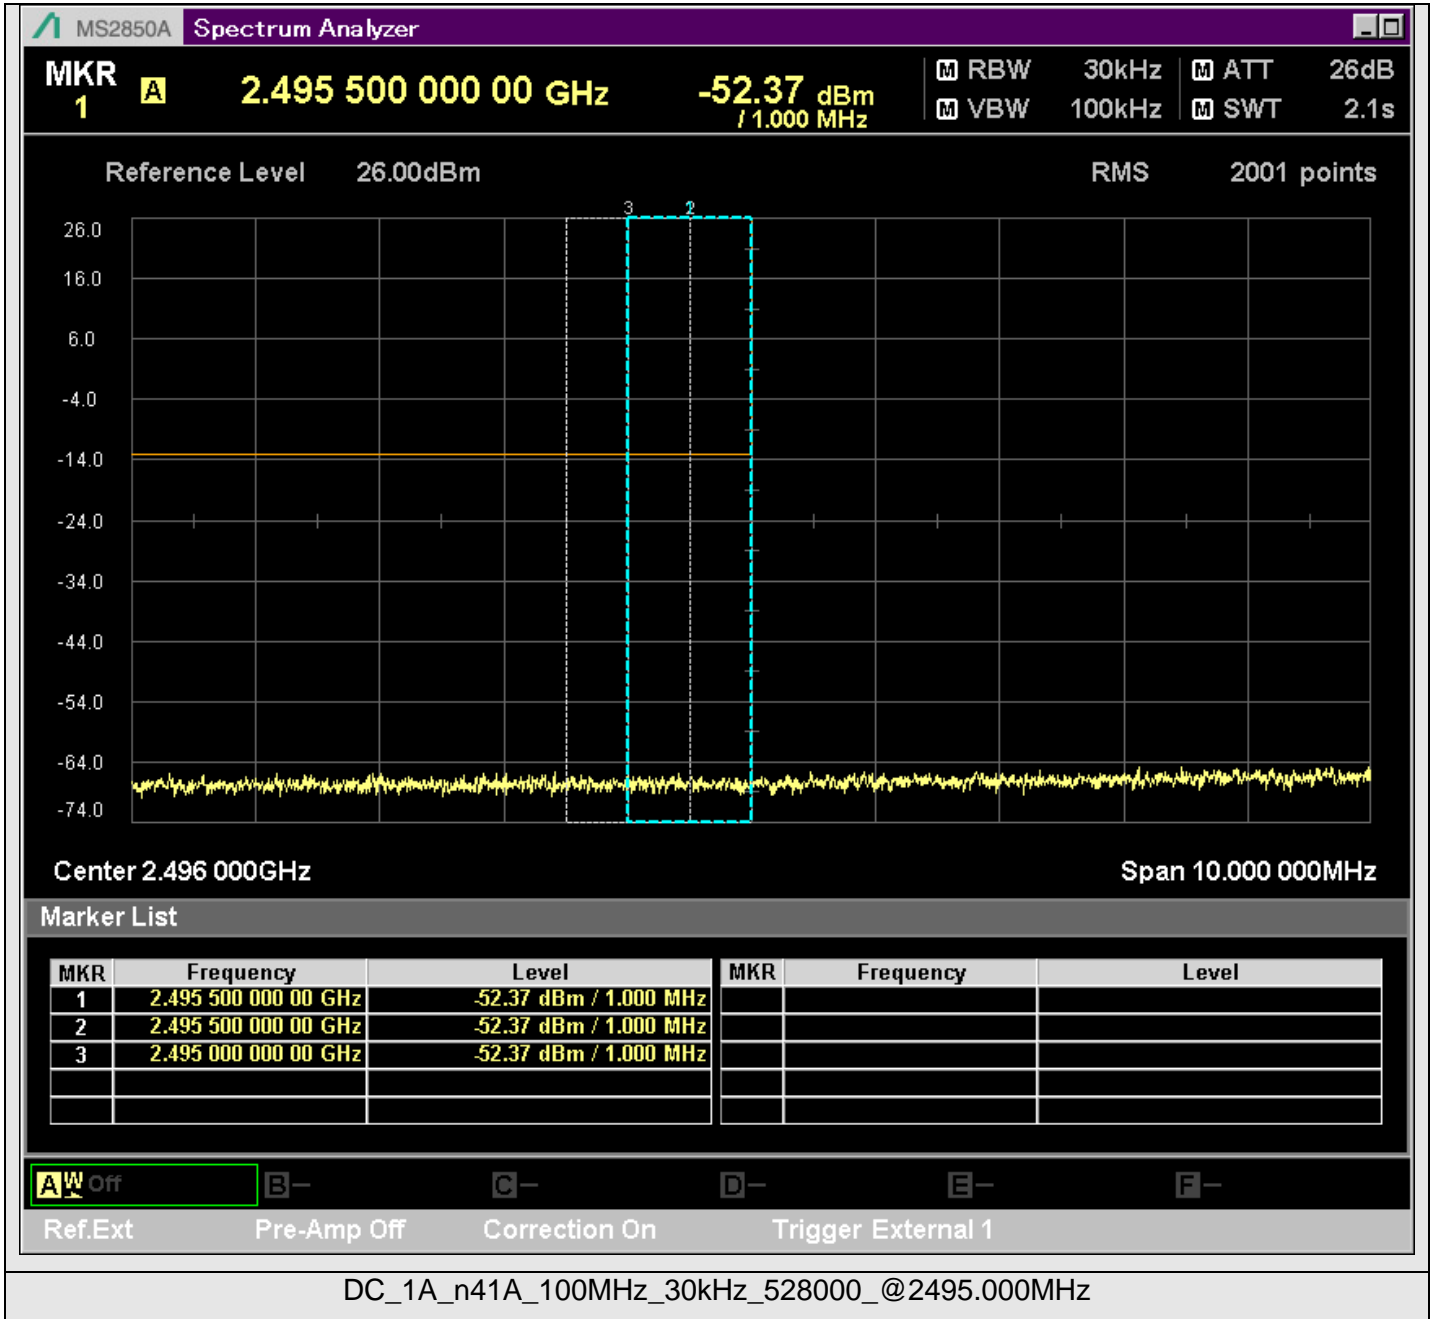 MS2850A Spectrum Analyzer
MKR 1 A 2.495 500 000 00 GHz -52.37 dBm / 1.000 MHz
M RBW 30kHz M ATT 26dB
M VBW 100kHz M SWT 2.1s
Reference Level 26.00dBm RMS 2001 points
3 2
26.0
16.0
6.0
-4.0
-14.0
-24.0
-34.0
-44.0
-54.0
-64.0
-74.0
Center 2.496 000GHz Span 10.000 000MHz
Marker List
MKR Frequency Level MKR Frequency Level
1 2.495 500 000 00 GHz -52.37 dBm / 1.000 MHz
2 2.495 500 000 00 GHz -52.37 dBm / 1.000 MHz
3 2.495 000 000 00 GHz -52.37 dBm / 1.000 MHz
A W Off B— C— D— E— F—
Ref.Ext Pre-Amp Off Correction On Trigger External 1
DC_1A_n41A_100MHz_30kHz_528000_@2495.000MHz